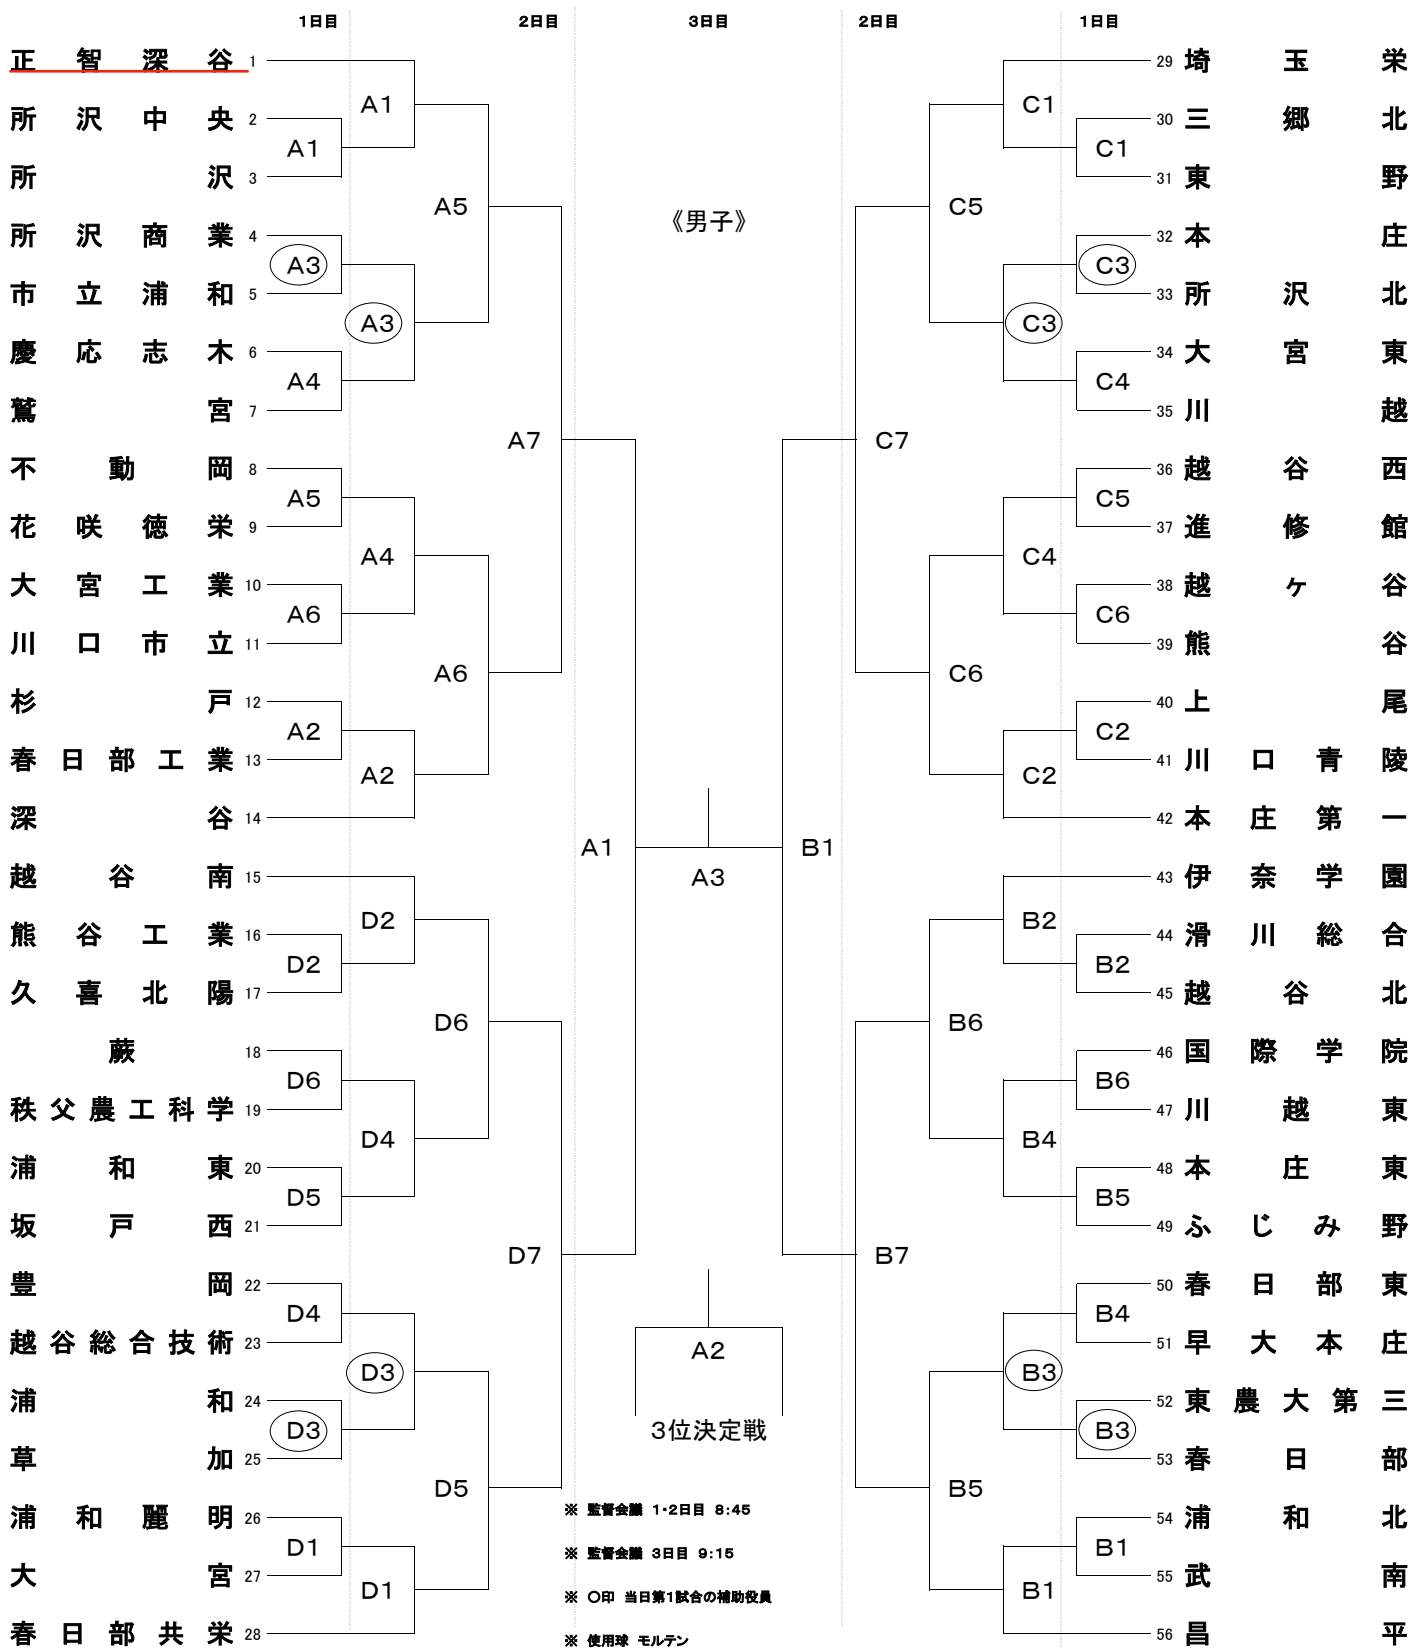 1日目 2日目 3日目 2日目 1日目
正智深谷 1 29 埼玉栄
A1 C1
所沢中央 2 30 三郷北
A1 C1
所沢 3 31 東野
A5 《男子》 C5
所沢商業 4 32 本庄
A3 C3
市立浦和 5 33 所沢北
A3 C3
慶応志木 6 34 大宮東
A4 C4
鷲宮 7 35 川越
A7 C7
不動岡 8 36 越谷西
A5 C5
花咲徳栄 9 37 進修館
A4 C4
大宮工業 10 38 越ヶ谷
A6 C6
川口市立 11 39 熊谷
A6 C6
杉戸 12 40 上尾
A2 C2
春日部工業 13 41 川口青陵
A2 C2
深谷 14 42 本庄第一
A1 B1
越谷南 15 A3 43 伊奈学園
D2 B2
熊谷工業 16 44 滑川総合
D2 B2
久喜北陽 17 45 越谷北
D6 B6
蕨 18 46 国際学院
D6 B6
秩父農工科学 19 47 川越東
D4 B4
浦和東 20 48 本庄東
D5 B5
坂戸西 21 49 ふじみ野
D7 B7
豊岡 22 50 春日部東
D4 B4
越谷総合技術 23 A2 51 早大本庄
D3 B3
浦和 24 52 東農大第三
D3 3位決定戦 B3
草加 25 53 春日部
D5 B5
※ 監督会議 1・2日目 8:45
浦和麗明 26 54 浦和北
D1 ※ 監督会議 3日目 9:15 B1
大宮 27 55 武南
D1 ※ 〇印 当日第1試合の補助役員 B1
春日部共栄 28 ※ 使用球 モルテン 56 昌平